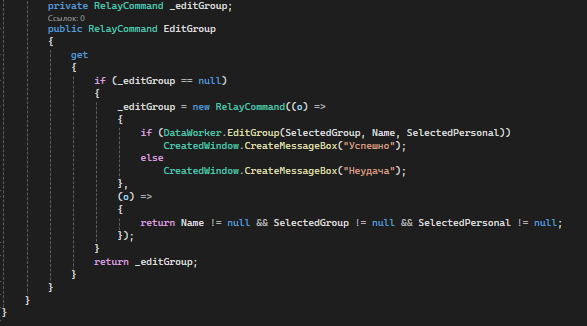 private RelayCommand _editGroup;
Ссылок: 0
public RelayCommand EditGroup
{
get
{
if (_editGroup == null)
{
_editGroup = new RelayCommand((o) =>
{
if (DataWorker.EditGroup(SelectedGroup, Name, SelectedPersonal))
CreatedWindow.CreateMessageBox("Успешно");
else
CreatedWindow.CreateMessageBox("Неудача");
},
(o) =>
{
return Name != null && SelectedGroup != null && SelectedPersonal != null;
});
}
return _editGroup;
}
}
}
}